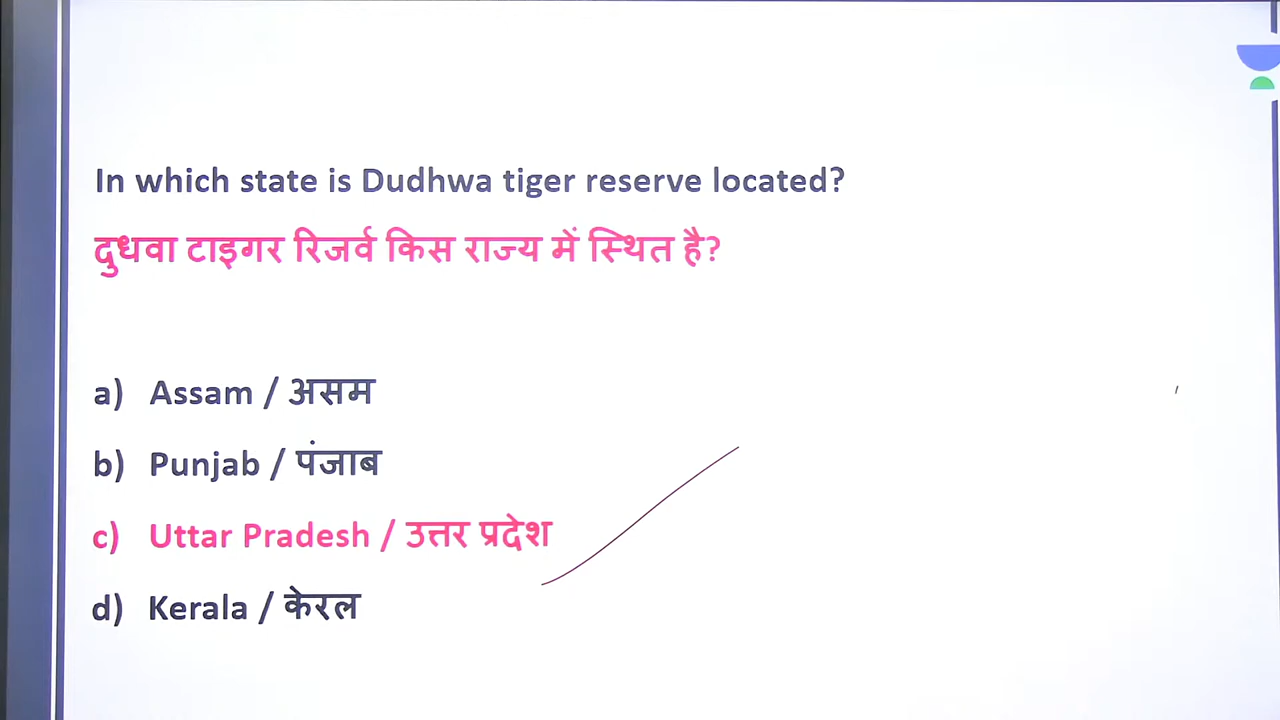 In which state is Dudhwa tiger reserve located?
दुधवा टाइगर रिजर्व किस राज्य में स्थित है?
a) Assam / असम
b) Punjab / पंजाब
c) Uttar Pradesh / उत्तर प्रदेश
d) Kerala / केरल